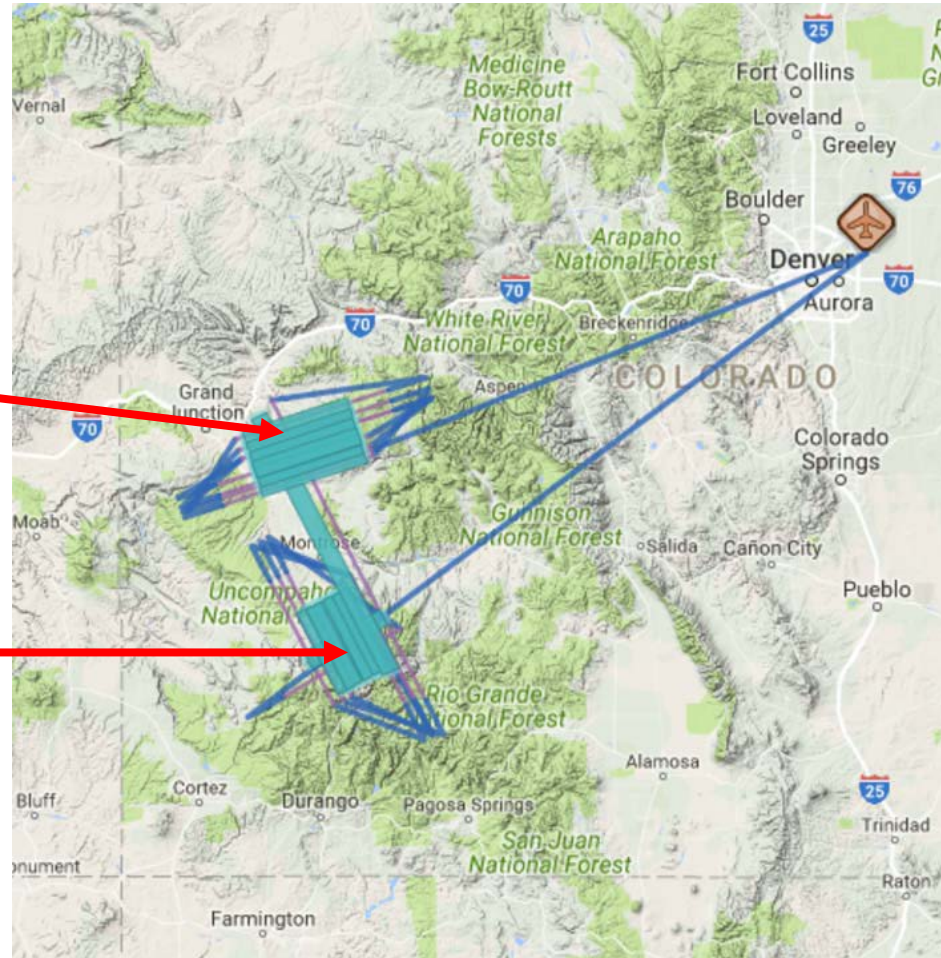 25
Fort Collins
Medicine
Bow-Routt
National
Forests
Vernal
Loveland
Greeley
76
Boulder
Arapaho
National Forest
Denver
70
70
Aurora
70
White River
National Forest
Breckenridge
COLORADO
Aspen
Grand
Junction
70
Colorado
Springs
Moab
Gunnison
National Forest
Montrose
Salida
Cañon City
Pueblo
Uncompahg
National
Rio Grande
National Forest
Alamosa
Cortez
Durango
Pagosa Springs
Bluff
25
Trinidad
San Juan
National Forest
onument
Raton
Farmington